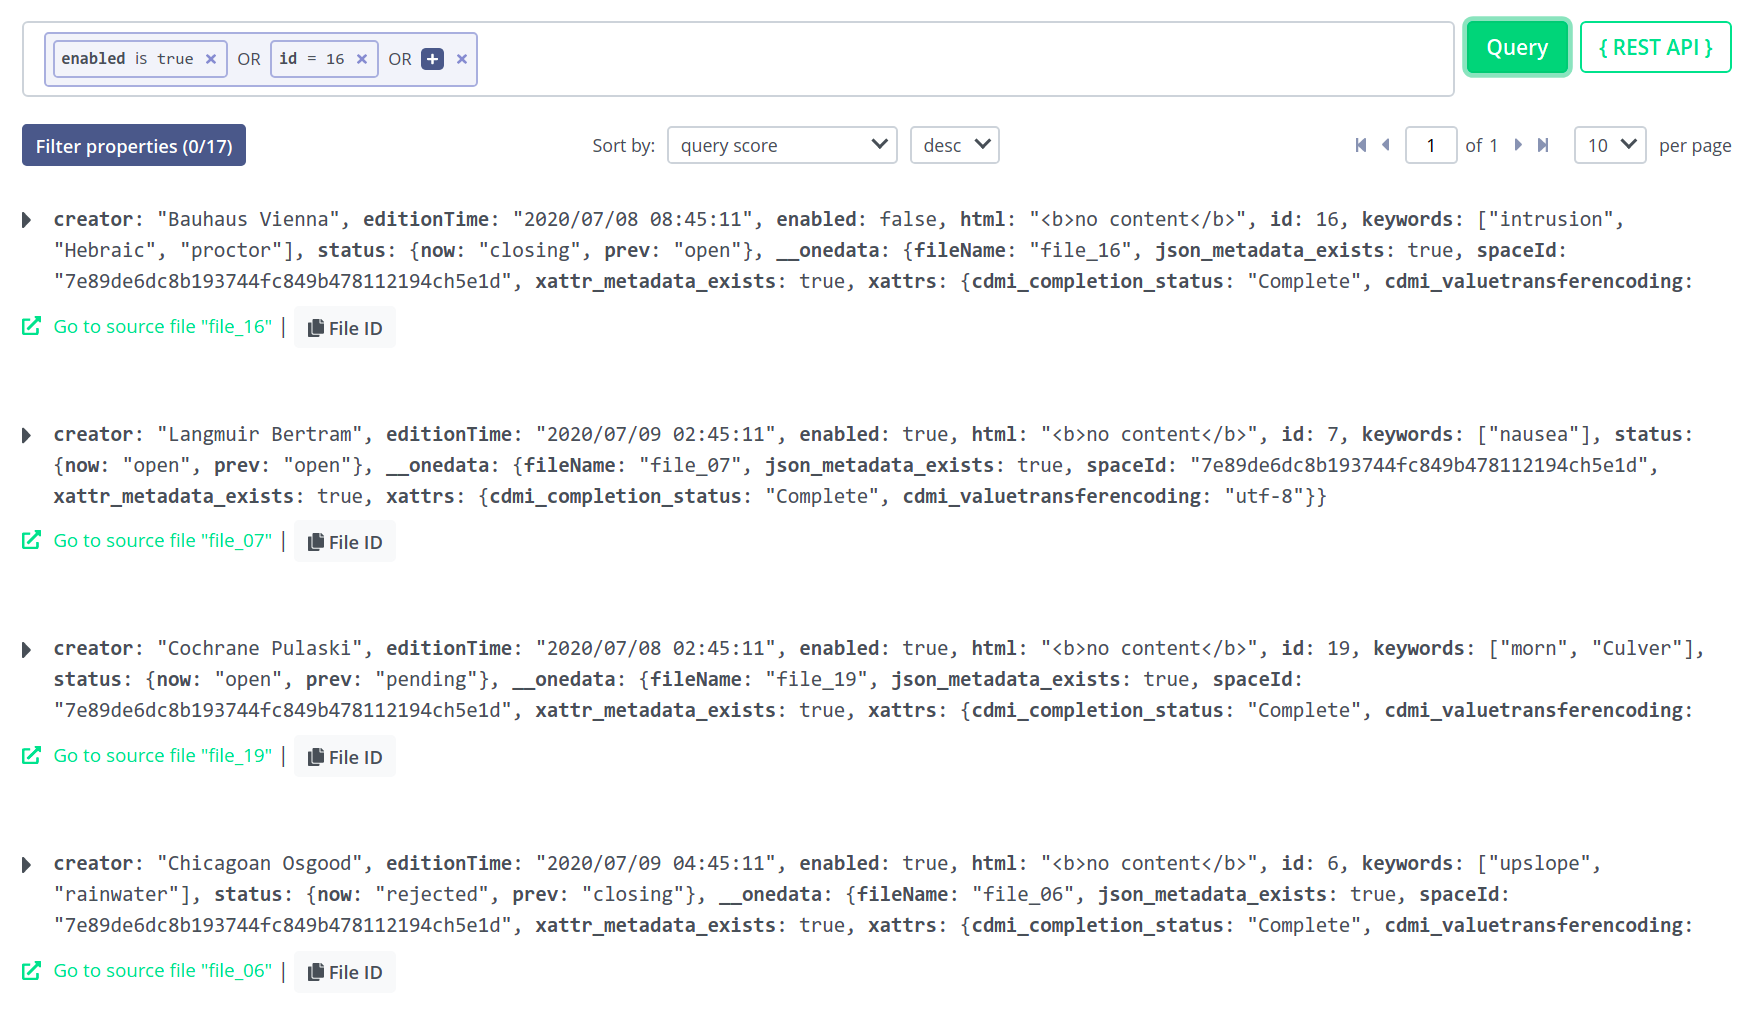 enabled is true × OR id = 16 × OR + ×
Query
{ REST API }
Filter properties (0/17)
Sort by: query score desc
1 of 1 10 per page
creator: "Bauhaus Vienna", editionTime: "2020/07/08 08:45:11", enabled: false, html: "<b>no content</b>", id: 16, keywords: ["intrusion",
"Hebraic", "proctor"], status: {now: "closing", prev: "open"}, __onedata: {fileName: "file_16", json_metadata_exists: true, spaceId:
"7e89de6dc8b193744fc849b478112194ch5e1d", xattr_metadata_exists: true, xattrs: {cdmi_completion_status: "Complete", cdmi_valuetransferencoding:
Go to source file "file_16" | File ID
creator: "Langmuir Bertram", editionTime: "2020/07/09 02:45:11", enabled: true, html: "<b>no content</b>", id: 7, keywords: ["nausea"], status:
{now: "open", prev: "open"}, __onedata: {fileName: "file_07", json_metadata_exists: true, spaceId: "7e89de6dc8b193744fc849b478112194ch5e1d",
xattr_metadata_exists: true, xattrs: {cdmi_completion_status: "Complete", cdmi_valuetransferencoding: "utf-8"}}
Go to source file "file_07" | File ID
creator: "Cochrane Pulaski", editionTime: "2020/07/08 02:45:11", enabled: true, html: "<b>no content</b>", id: 19, keywords: ["morn", "Culver"],
status: {now: "open", prev: "pending"}, __onedata: {fileName: "file_19", json_metadata_exists: true, spaceId:
"7e89de6dc8b193744fc849b478112194ch5e1d", xattr_metadata_exists: true, xattrs: {cdmi_completion_status: "Complete", cdmi_valuetransferencoding:
Go to source file "file_19" | File ID
creator: "Chicagoan Osgood", editionTime: "2020/07/09 04:45:11", enabled: true, html: "<b>no content</b>", id: 6, keywords: ["upslope",
"rainwater"], status: {now: "rejected", prev: "closing"}, __onedata: {fileName: "file_06", json_metadata_exists: true, spaceId:
"7e89de6dc8b193744fc849b478112194ch5e1d", xattr_metadata_exists: true, xattrs: {cdmi_completion_status: "Complete", cdmi_valuetransferencoding:
Go to source file "file_06" | File ID